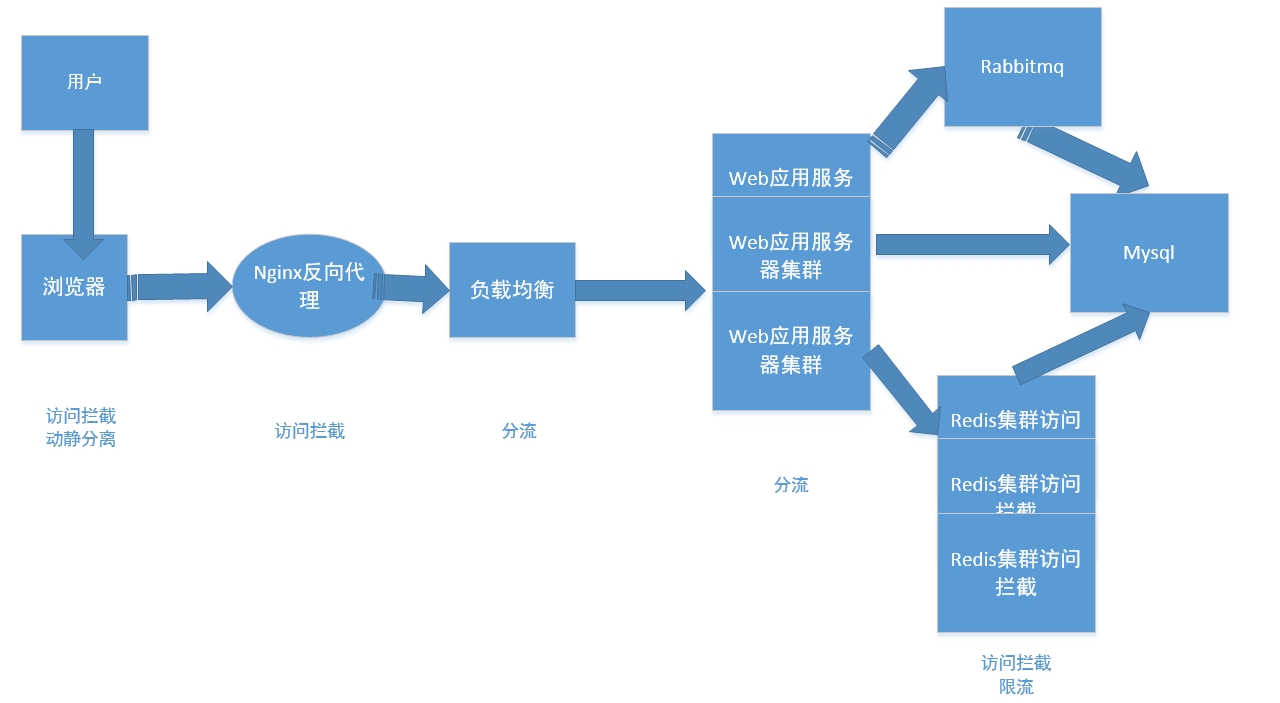 用户
浏览器
访问拦截
动静分离
Nginx反向代
理
访问拦截
负载均衡
分流
Web应用服务
Web应用服务
器集群
Web应用服务
器集群
分流
Rabbitmq
Mysql
Redis集群访问
Redis集群访问
拦截
Redis集群访问
拦截
访问拦截
限流